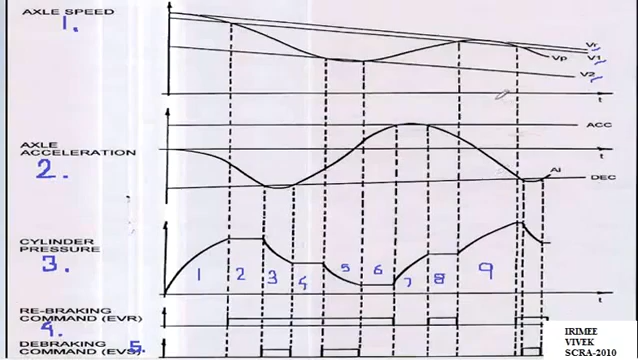 AXLE SPEED
1.
Vr
Vp
V1
V2
t
ACC
AXLE
ACCELERATION
2.
t
Al
DEC
CYLINDER
PRESSURE
3.
1 2 3 4 5 6 7 8 9
t
RE-BRAKING
COMMAND (EVR)
4.
DEBRAKING
COMMAND (EVS)
5.
IRIMEE
VIVEK
SCRA-2010